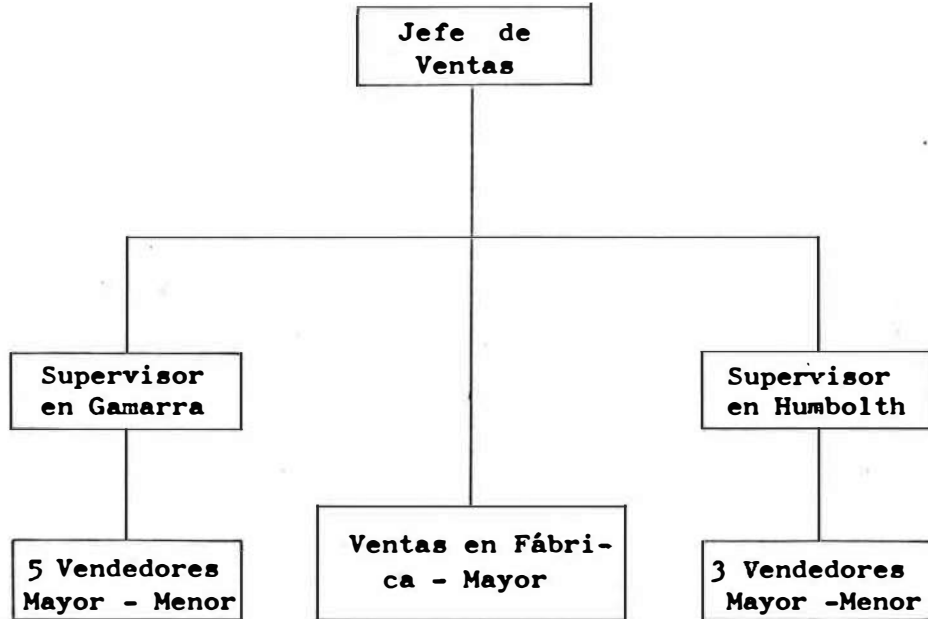 Jefe de
Ventas
Supervisor
en Gamarra
Supervisor
en Humbolth
5 Vendedores
Mayor - Menor
Ventas en Fábri-
ca - Mayor
3 Vendedores
Mayor -Menor